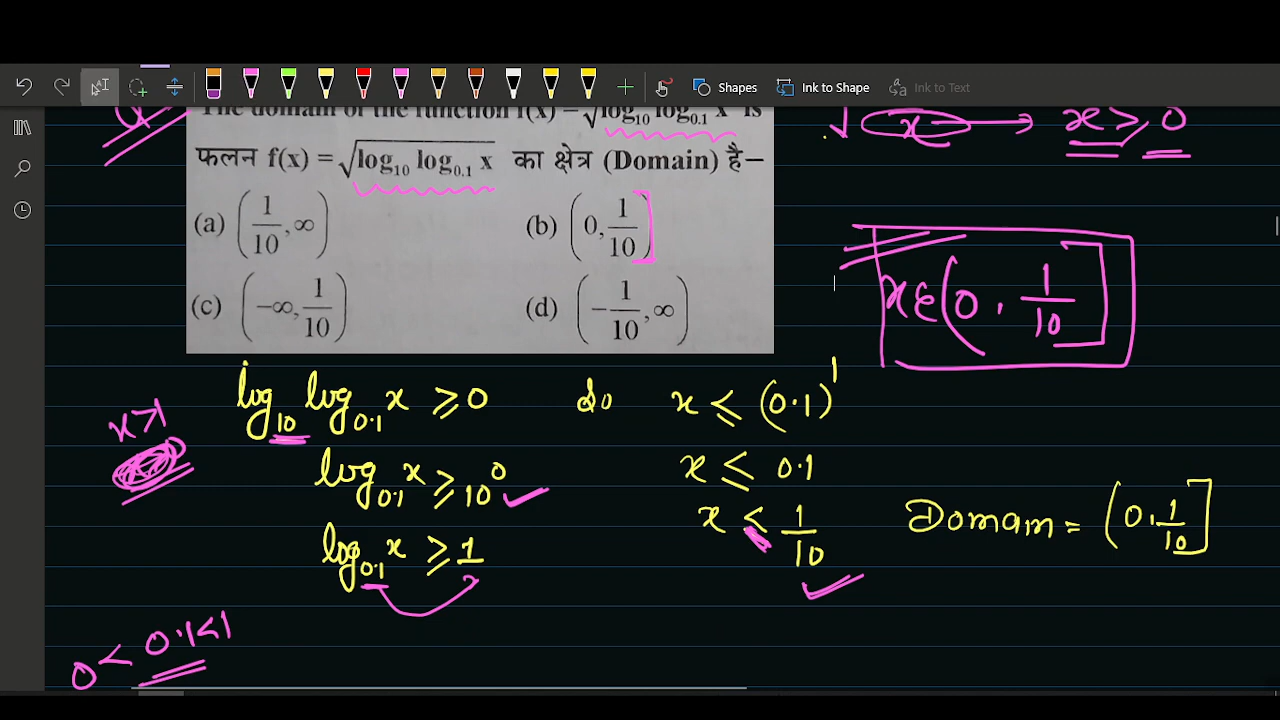 Shapes Ink to Shape Ink to Text
The domain of the function f(x) = √log₁₀ log₀.₁ x is
फलन f(x) = √log₁₀ log₀.₁ x का क्षेत्र (Domain) है–
(a) (1/10, ∞) (b) (0, 1/10)]
(c) (–∞, 1/10) (d) (–1/10, ∞)
√x → x ≥ 0
x ∈ (0, 1/10]
log₁₀ log₀.₁ x ≥ 0
log₀.₁ x ≥ 10⁰
log₀.₁ x ≥ 1
x > 1
0 < 0.1 < 1
So x ≤ (0.1)¹
x ≤ 0.1
x ≤ 1/10
Domain = (0, 1/10]